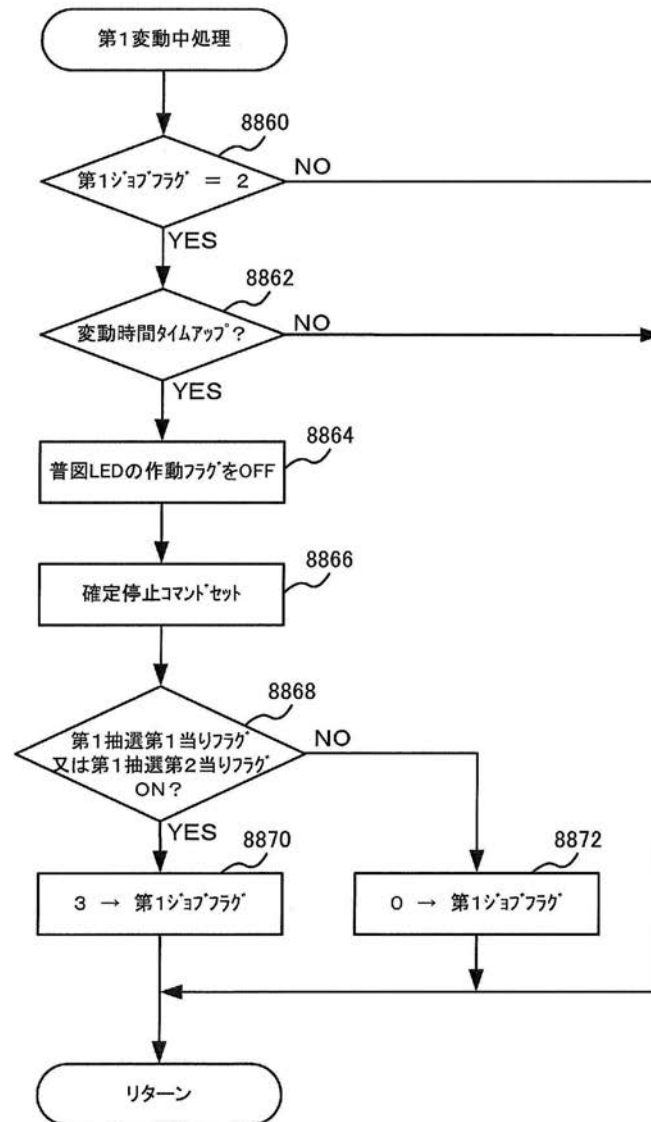 第1変動中処理
8860
第1ｼﾞｮﾌﾞﾌﾗｸﾞ = 2
NO
YES
8862
変動時間ﾀｲﾑｱｯﾌﾟ?
NO
YES
8864
普図LEDの作動ﾌﾗｸﾞをOFF
8866
確定停止ｺﾏﾝﾄﾞｾｯﾄ
8868
第1抽選第1当りﾌﾗｸﾞ
又は第1抽選第2当りﾌﾗｸﾞ
ON?
NO
YES
8870
3 → 第1ｼﾞｮﾌﾞﾌﾗｸﾞ
8872
0 → 第1ｼﾞｮﾌﾞﾌﾗｸﾞ
リターン